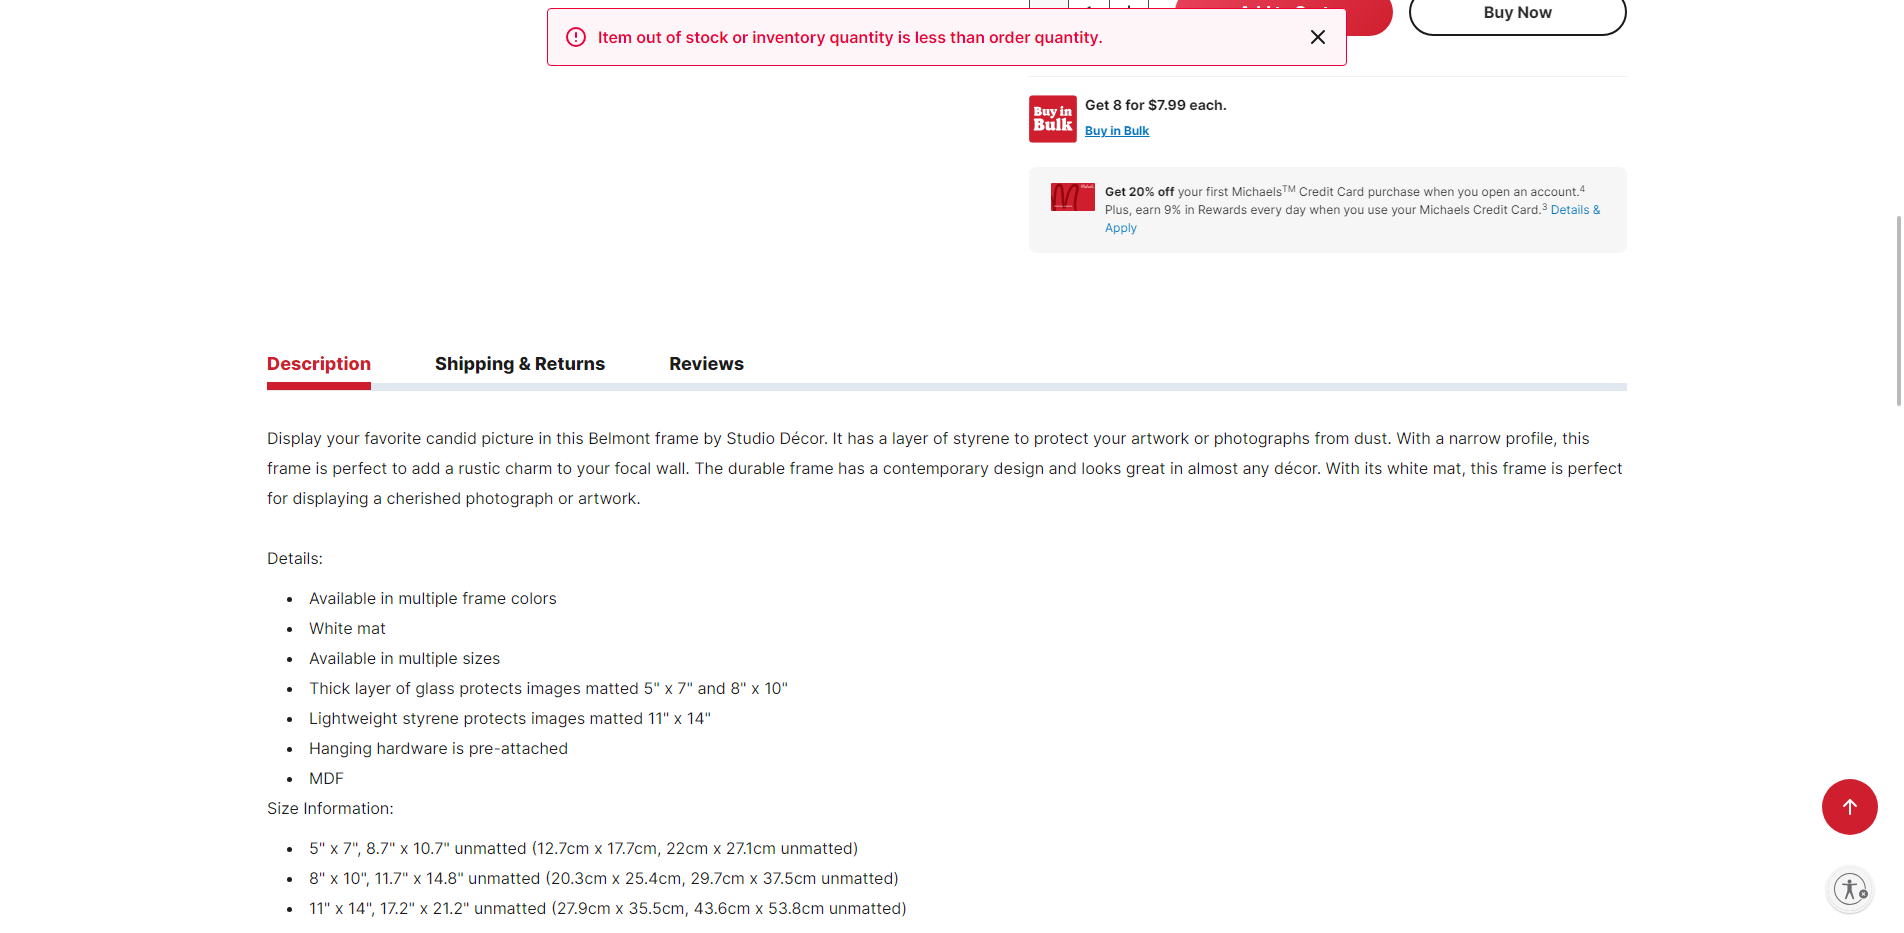 Buy Now
Item out of stock or inventory quantity is less than order quantity.
Buy in
Bulk
Get 8 for $7.99 each.
Buy in Bulk
Get 20% off your first Michaels™ Credit Card purchase when you open an account.⁴
Plus, earn 9% in Rewards every day when you use your Michaels Credit Card.³ Details &
Apply
Description Shipping & Returns Reviews
Display your favorite candid picture in this Belmont frame by Studio Décor. It has a layer of styrene to protect your artwork or photographs from dust. With a narrow profile, this
frame is perfect to add a rustic charm to your focal wall. The durable frame has a contemporary design and looks great in almost any décor. With its white mat, this frame is perfect
for displaying a cherished photograph or artwork.
Details:
• Available in multiple frame colors
• White mat
• Available in multiple sizes
• Thick layer of glass protects images matted 5" x 7" and 8" x 10"
• Lightweight styrene protects images matted 11" x 14"
• Hanging hardware is pre-attached
• MDF
Size Information:
• 5" x 7", 8.7" x 10.7" unmatted (12.7cm x 17.7cm, 22cm x 27.1cm unmatted)
• 8" x 10", 11.7" x 14.8" unmatted (20.3cm x 25.4cm, 29.7cm x 37.5cm unmatted)
• 11" x 14", 17.2" x 21.2" unmatted (27.9cm x 35.5cm, 43.6cm x 53.8cm unmatted)